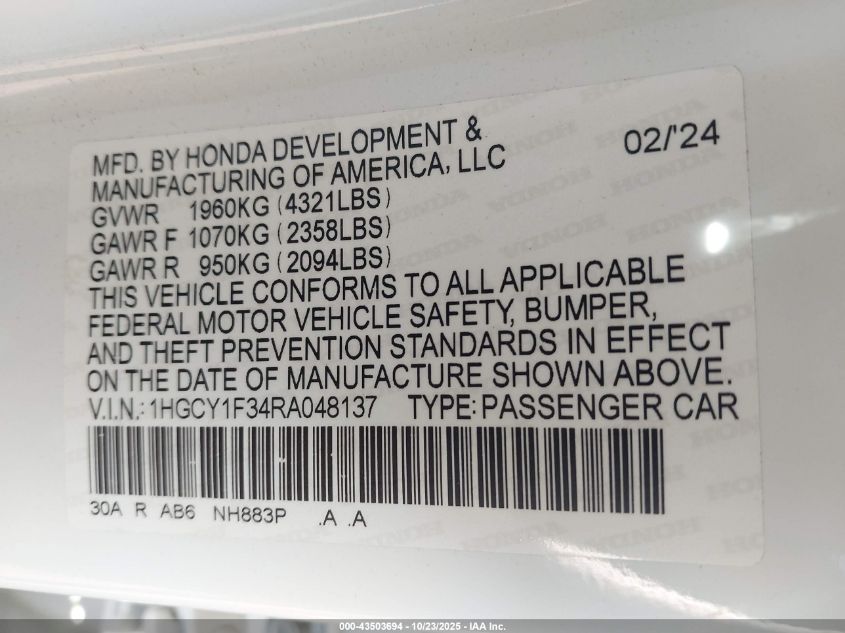 MFD. BY HONDA DEVELOPMENT & 02/'24
MANUFACTURING OF AMERICA, LLC
GVWR 1960KG (4321LBS)
GAWR F 1070KG (2358LBS)
GAWR R 950KG (2094LBS)
THIS VEHICLE CONFORMS TO ALL APPLICABLE
FEDERAL MOTOR VEHICLE SAFETY, BUMPER,
AND THEFT PREVENTION STANDARDS IN EFFECT
ON THE DATE OF MANUFACTURE SHOWN ABOVE.
V.I.N.: 1HGCY1F34RA048137 TYPE: PASSENGER CAR
30A R AB6 NH883P .A .A
000-43503694 - 10/23/2025 - IAA Inc.